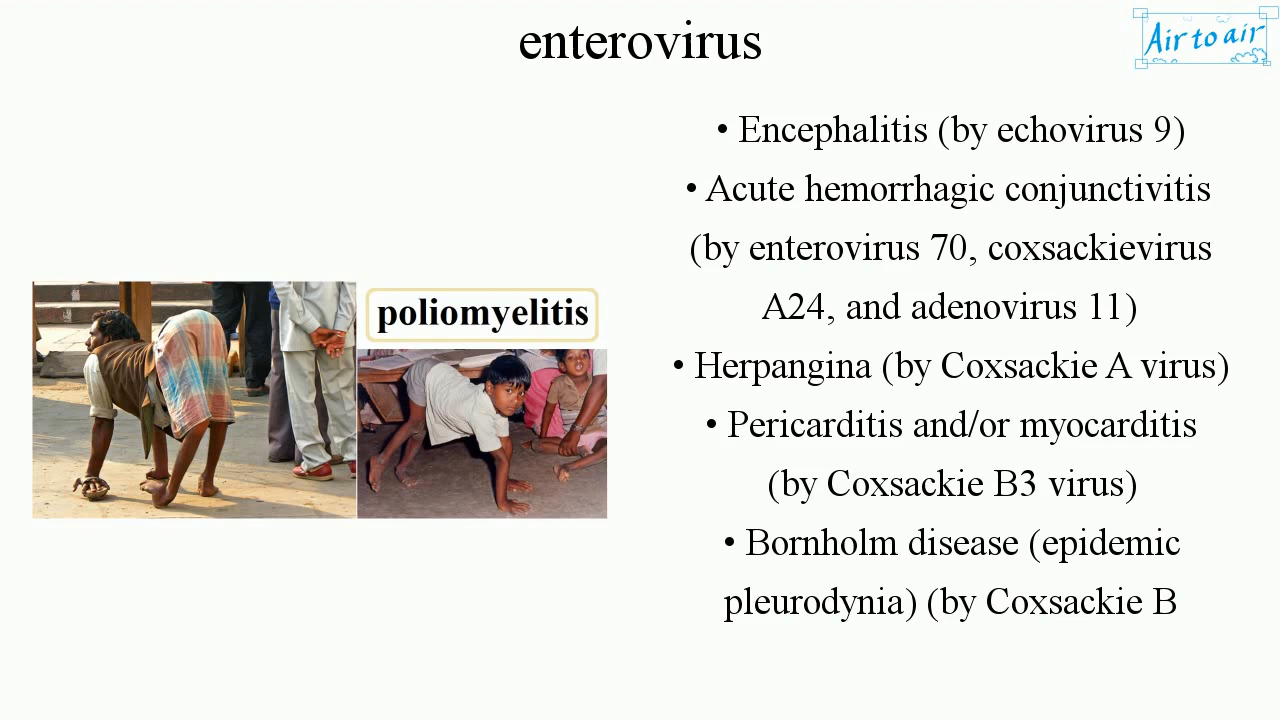 enterovirus
Air to air
• Encephalitis (by echovirus 9)
• Acute hemorrhagic conjunctivitis
(by enterovirus 70, coxsackievirus
A24, and adenovirus 11)
• Herpangina (by Coxsackie A virus)
• Pericarditis and/or myocarditis
(by Coxsackie B3 virus)
• Bornholm disease (epidemic
pleurodynia) (by Coxsackie B
poliomyelitis